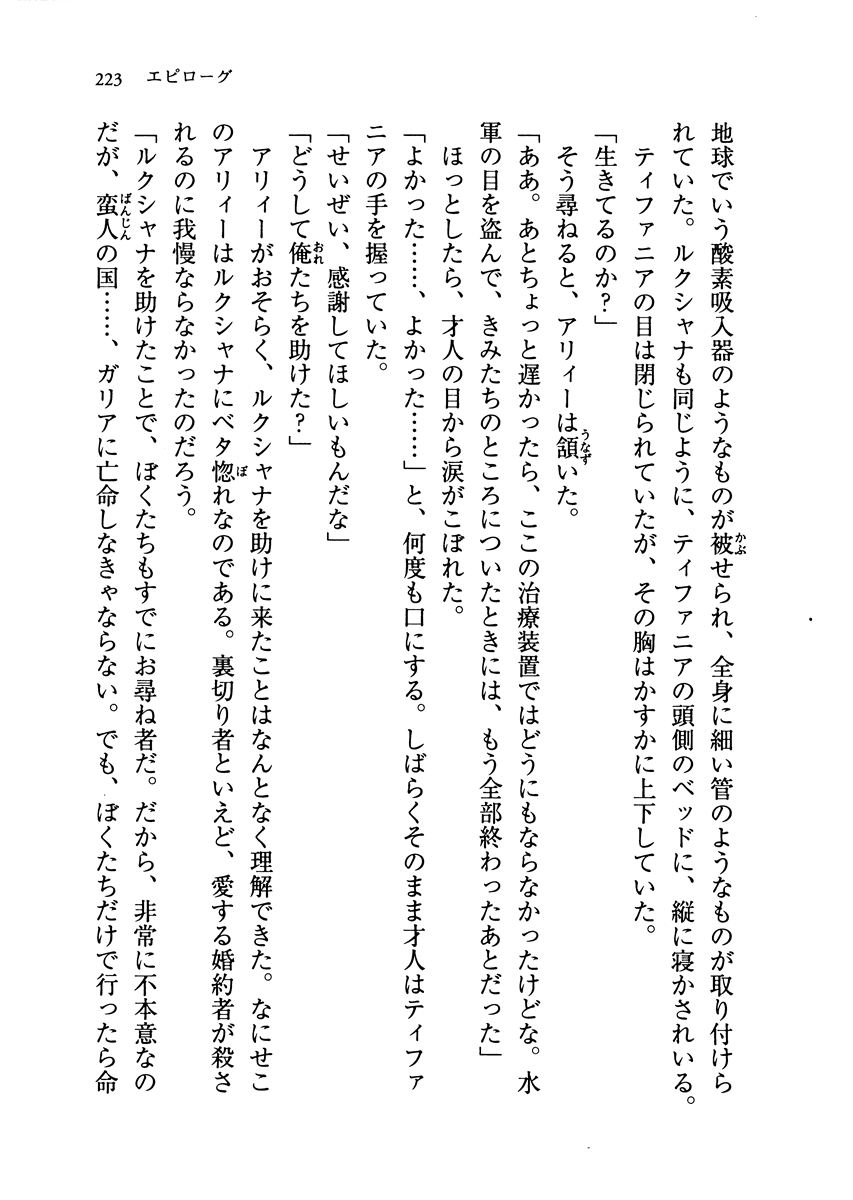 223 エピローグ
地球でいう酸素吸入器のようなものが被せられ、全身に細い管のようなものが取り付けら
れていた。ルクシャナも同じように、ティファニアの頭側のベッドに、縦に寝かされいる。
ティファニアの目は閉じられていたが、その胸はかすかに上下していた。
「生きてるのか？」
そう尋ねると、アリィーは頷いた。
「ああ。あとちょっと遅かったら、ここの治療装置ではどうにもならなかったけどな。水
軍の目を盗んで、きみたちのところについたときには、もう全部終わったあとだった」
ほっとしたら、才人の目から涙がこぼれた。
「よかった……、よかった……」と、何度も口にする。しばらくそのまま才人はティファ
ニアの手を握っていた。
「せいぜい、感謝してほしいもんだな」
「どうして俺たちを助けた？」
アリィーがおそらく、ルクシャナを助けに来たことはなんとなく理解できた。なにせこ
のアリィーはルクシャナにベタ惚れなのである。裏切り者といえど、愛する婚約者が殺さ
れるのに我慢ならなかったのだろう。
「ルクシャナを助けたことで、ぼくたちもすでにお尋ね者だ。だから、非常に不本意なの
だが、蛮人の国……、ガリアに亡命しなきゃならない。でも、ぼくたちだけで行ったら命